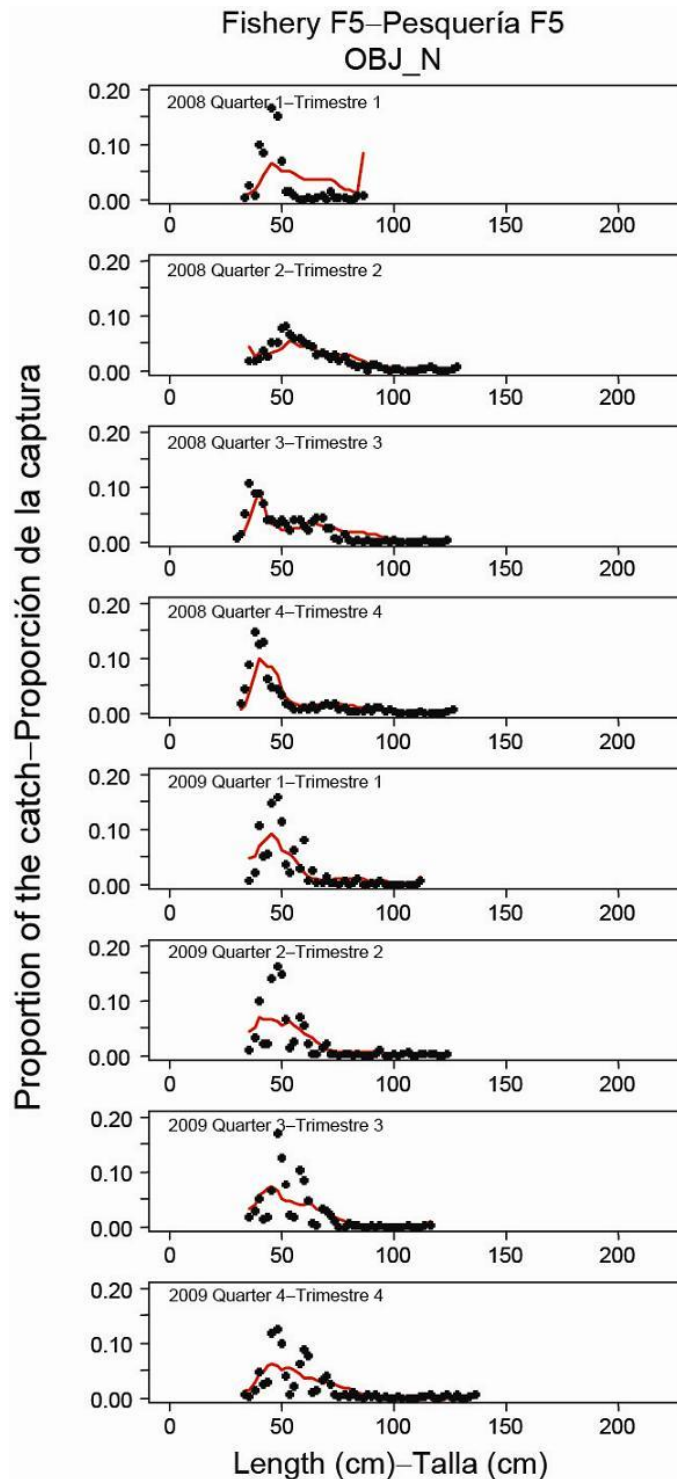 Fishery F5–Pesquería F5
OBJ_N
Proportion of the catch–Proporción de la captura
2008 Quarter 1–Trimestre 1
0.20
0.10
0.00
0 50 100 150 200
2008 Quarter 2–Trimestre 2
0.20
0.10
0.00
0 50 100 150 200
2008 Quarter 3–Trimestre 3
0.20
0.10
0.00
0 50 100 150 200
2008 Quarter 4–Trimestre 4
0.20
0.10
0.00
0 50 100 150 200
2009 Quarter 1–Trimestre 1
0.20
0.10
0.00
0 50 100 150 200
2009 Quarter 2–Trimestre 2
0.20
0.10
0.00
0 50 100 150 200
2009 Quarter 3–Trimestre 3
0.20
0.10
0.00
0 50 100 150 200
2009 Quarter 4–Trimestre 4
0.20
0.10
0.00
0 50 100 150 200
Length (cm)–Talla (cm)